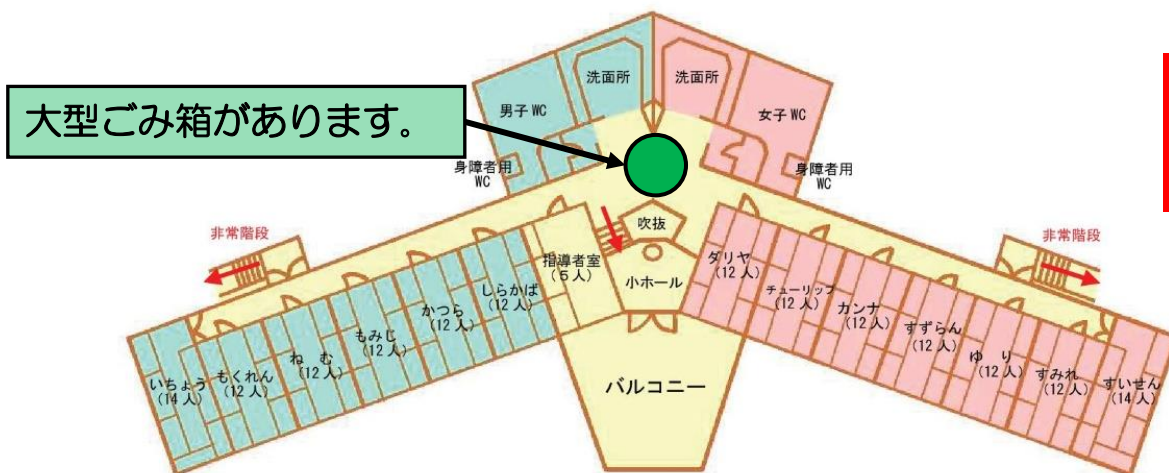 洗面所
洗面所
男子 WC
女子 WC
大型ごみ箱があります。
身障者用
WC
身障者用
WC
吹抜
非常階段
非常階段
指導者室
(5人)
小ホール
ダリヤ
(12人)
しらかば
(12人)
チューリップ
(12人)
かつら
(12人)
カンナ
(12人)
もみじ
(12人)
すずらん
(12人)
ねむ
(12人)
ゆり
(12人)
もくれん
(12人)
すみれ
(12人)
いちょう
(14人)
すいせん
(14人)
バルコニー